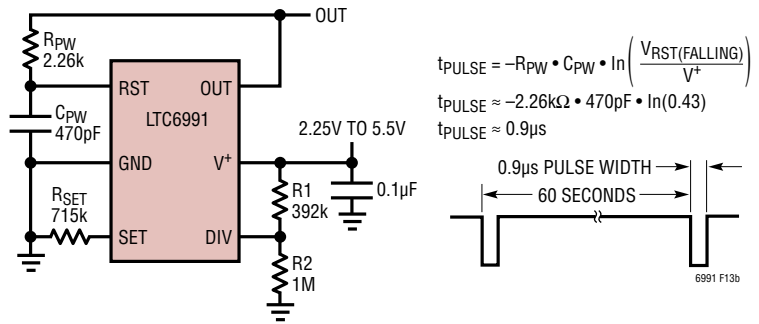 OUT
RPW
2.26k
RST
OUT
LTC6991
CPW
470pF
2.25V TO 5.5V
GND
V+
R1
392k
0.1µF
RSET
715k
SET
DIV
R2
1M
tPULSE = –RPW • CPW • In( VRST(FALLING) / V+ )
tPULSE ≈ –2.26kΩ • 470pF • In(0.43)
tPULSE ≈ 0.9µs
0.9µs PULSE WIDTH
60 SECONDS
6991 F13b